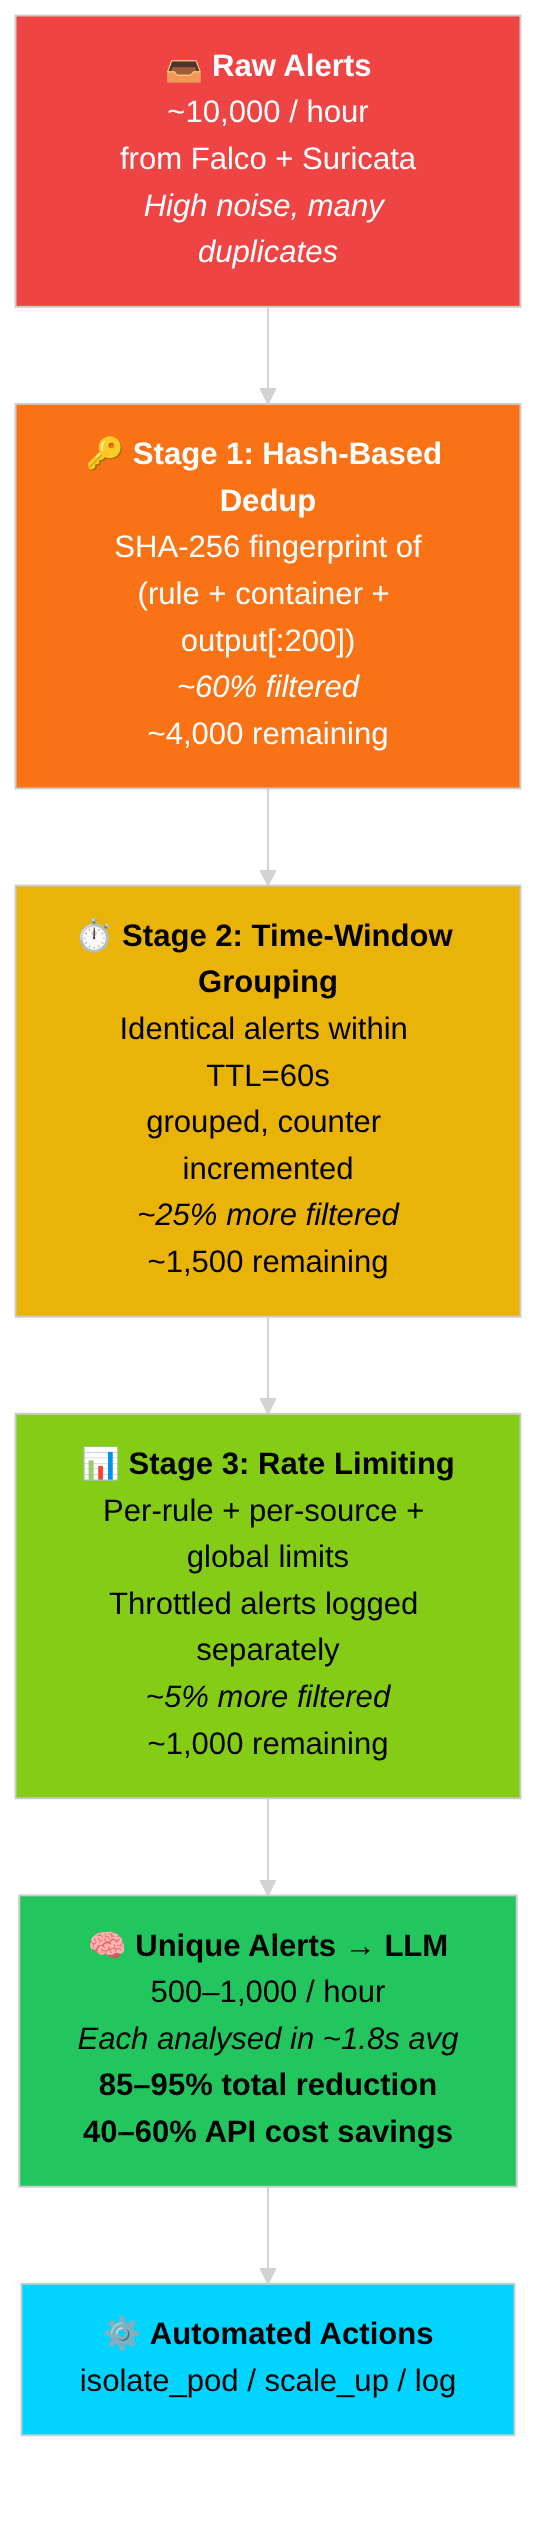 📥 Raw Alerts
~10,000 / hour
from Falco + Suricata
High noise, many
duplicates
🔑 Stage 1: Hash-Based
Dedup
SHA-256 fingerprint of
(rule + container +
output[:200])
~60% filtered
~4,000 remaining
⏱️ Stage 2: Time-Window
Grouping
Identical alerts within
TTL=60s
grouped, counter
incremented
~25% more filtered
~1,500 remaining
📊 Stage 3: Rate Limiting
Per-rule + per-source +
global limits
Throttled alerts logged
separately
~5% more filtered
~1,000 remaining
🧠 Unique Alerts → LLM
500–1,000 / hour
Each analysed in ~1.8s avg
85–95% total reduction
40–60% API cost savings
⚙️ Automated Actions
isolate_pod / scale_up / log